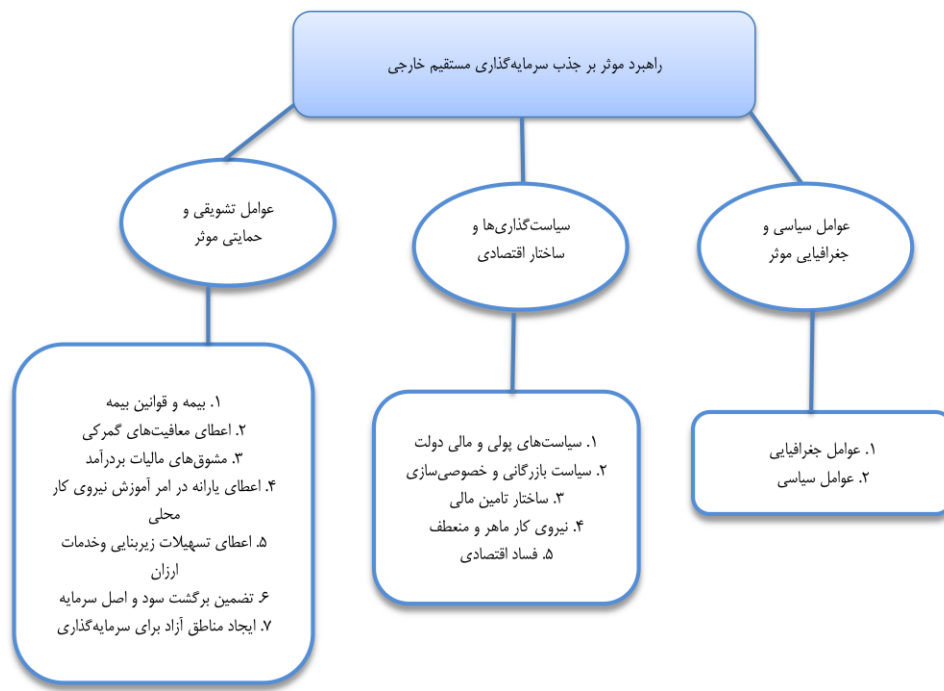 راهبرد موثر بر جذب سرمایه‌گذاری مستقیم خارجی
عوامل سیاسی و
جغرافیایی موثر
سیاست‌گذاری‌ها و
ساختار اقتصادی
عوامل تشویقی و
حمایتی موثر
۱. عوامل جغرافیایی
۲. عوامل سیاسی
۱. سیاست‌های پولی و مالی دولت
۲. سیاست بازرگانی و خصوصی‌سازی
۳. ساختار تامین مالی
۴. نیروی کار ماهر و منعطف
۵. فساد اقتصادی
۱. بیمه و قوانین بیمه
۲. اعطای معافیت‌های گمرکی
۳. مشوق‌های مالیات بردرآمد
۴. اعطای یارانه در امر آموزش نیروی کار
محلی
۵. اعطای تسهیلات زیربنایی وخدمات
ارزان
۶. تضمین برگشت سود و اصل سرمایه
۷. ایجاد مناطق آزاد برای سرمایه‌گذاری